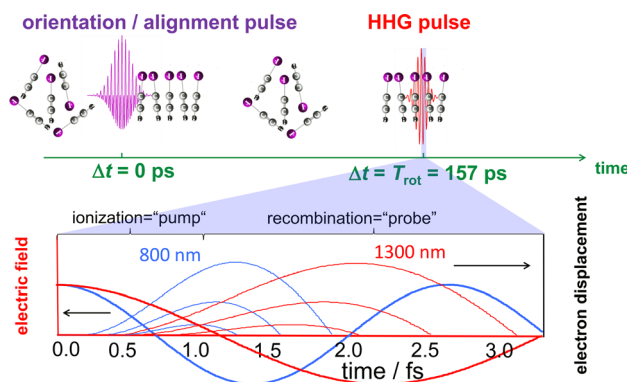 orientation / alignment pulse
HHG pulse
time
Δt = 0 ps
Δt = Trot = 157 ps
ionization=“pump“
recombination=“probe”
800 nm
1300 nm
electric field
electron displacement
0.0 0.5 1.0 1.5 2.0 2.5 3.0
time / fs